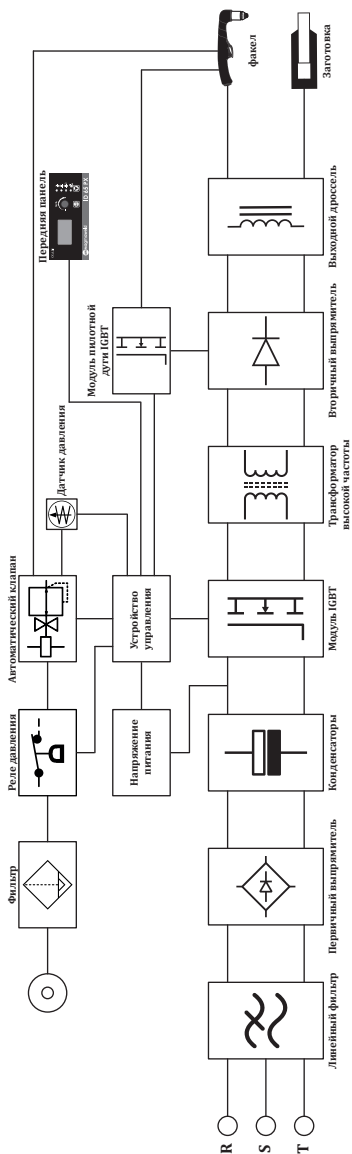 факел
Заготовка
Передняя панель
Выходной дроссель
Модуль пилотной
дуги IGBT
Вторичный выпрямитель
Датчик давления
Трансформатор
высокой частоты
Автоматический клапан
Устройство
управления
Модуль IGBT
Реле давления
Напряжение
питания
Конденсаторы
Фильтр
Первичный выпрямитель
Линейный фильтр
R
S
T